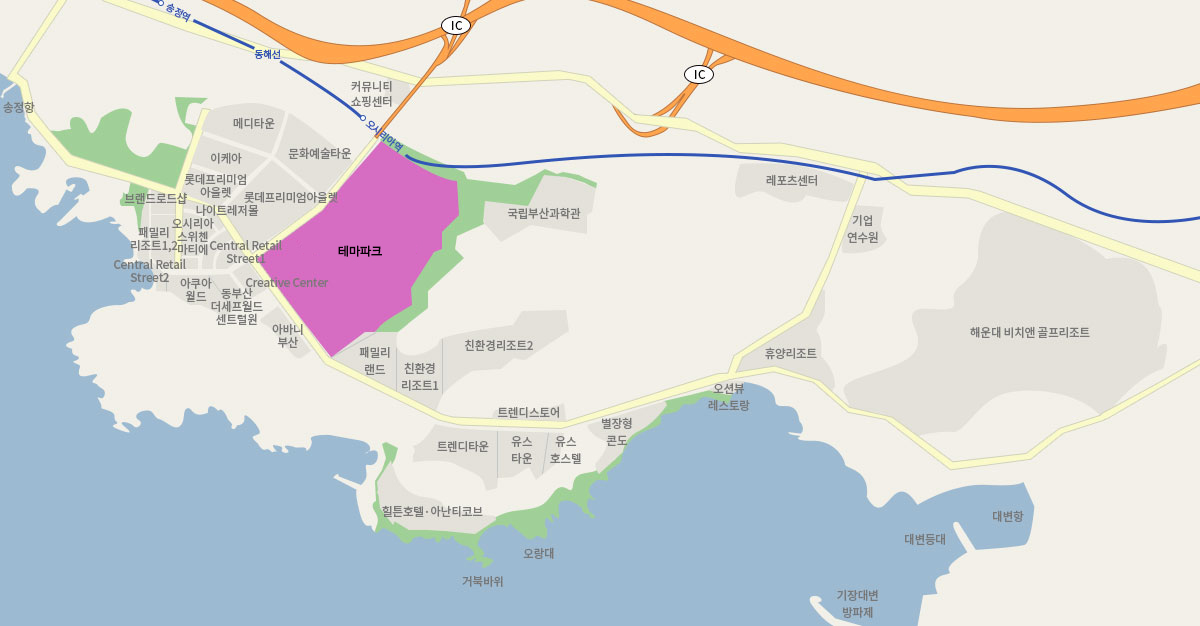 송정역
IC
동해선
IC
커뮤니티
쇼핑센터
송정항
오시리아역
메디타운
이케아
문화예술타운
롯데프리미엄
아울렛
롯데프리미엄아울렛
브랜드로드샵
나이트레저몰
레포츠센터
국립부산과학관
기업
연수원
패밀리
리조트1,2
오시리아
스위첸
마티에
Central Retail
Street1
테마파크
Central Retail
Street2
아쿠아
월드
Creative Center
동부산
더세프월드
센트럴원
아바니
부산
패밀리
랜드
친환경
리조트1
친환경리조트2
휴양리조트
해운대 비치앤 골프리조트
오션뷰
레스토랑
트렌디스토어
별장형
콘도
트렌디타운
유스
타운
유스
호스텔
힐튼호텔·아난티코브
대변항
대변등대
오랑대
거북바위
기장대변
방파제